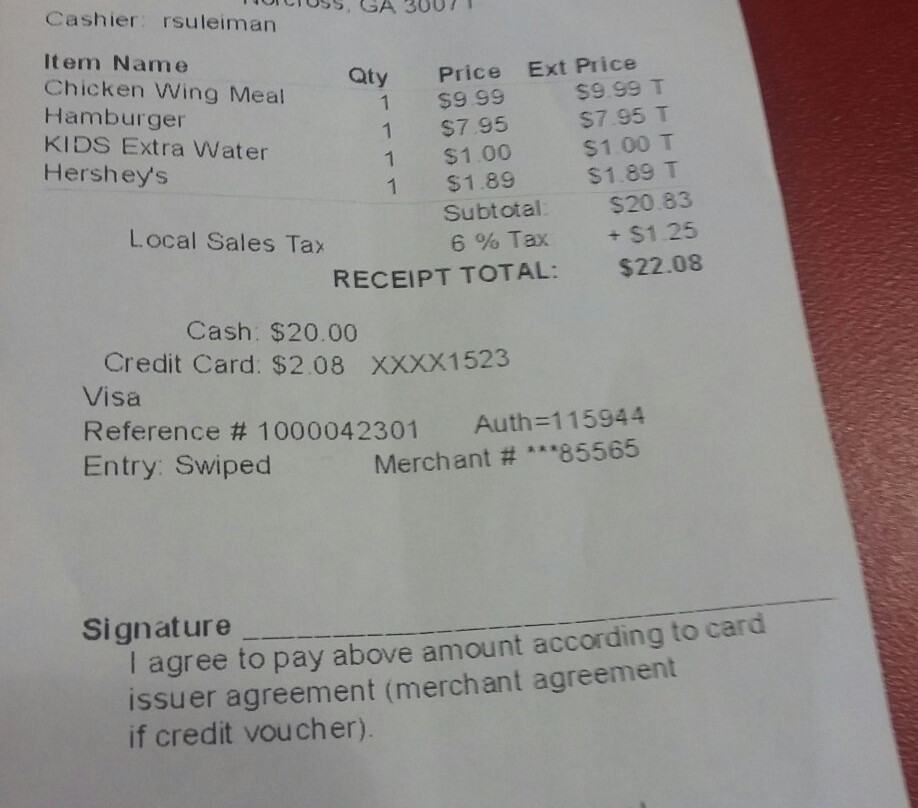 Norcross, GA 30071
Cashier: rsuleiman
Item Name Qty Price Ext Price
Chicken Wing Meal 1 $9.99 $9.99 T
Hamburger 1 $7.95 $7.95 T
KIDS Extra Water 1 $1.00 $1.00 T
Hershey's 1 $1.89 $1.89 T
Subtotal: $20.83
Local Sales Tax 6 % Tax + $1.25
RECEIPT TOTAL: $22.08
Cash: $20.00
Credit Card: $2.08 XXXX1523
Visa
Reference # 1000042301 Auth=115944
Entry: Swiped Merchant # ***85565
Signature
I agree to pay above amount according to card
issuer agreement (merchant agreement
if credit voucher).